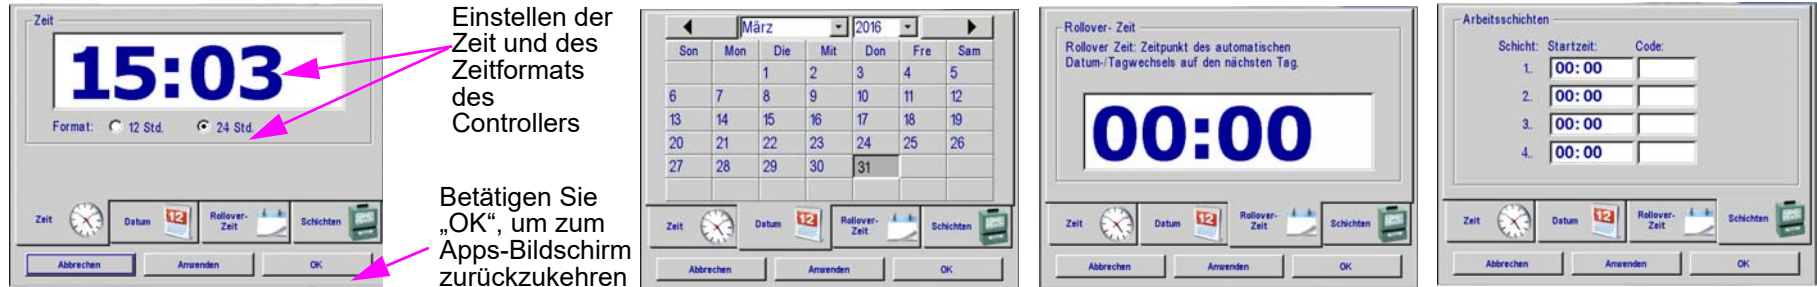 Zeit
15:03
Format: 12 Std. 24 Std.
Zeit Datum Rollover-Zeit Schichten
Abbrechen Anwenden OK
Einstellen der
Zeit und des
Zeitformats
des
Controllers
Betätigen Sie
„OK“, um zum
Apps-Bildschirm
zurückzukehren
März 2016
Son Mon Die Mit Don Fre Sam
1 2 3 4 5
6 7 8 9 10 11 12
13 14 15 16 17 18 19
20 21 22 23 24 25 26
27 28 29 30 31
Zeit Datum Rollover-Zeit Schichten
Abbrechen Anwenden OK
Rollover- Zeit
Rollover Zeit: Zeitpunkt des automatischen
Datum-/Tagwechsels auf den nächsten Tag.
00:00
Zeit Datum Rollover-Zeit Schichten
Abbrechen Anwenden OK
Arbeitsschichten
Schicht: Startzeit: Code:
1.. 00:00
2.. 00:00
3.. 00:00
4.. 00:00
Zeit Datum Rollover-Zeit Schichten
Abbrechen Anwenden OK